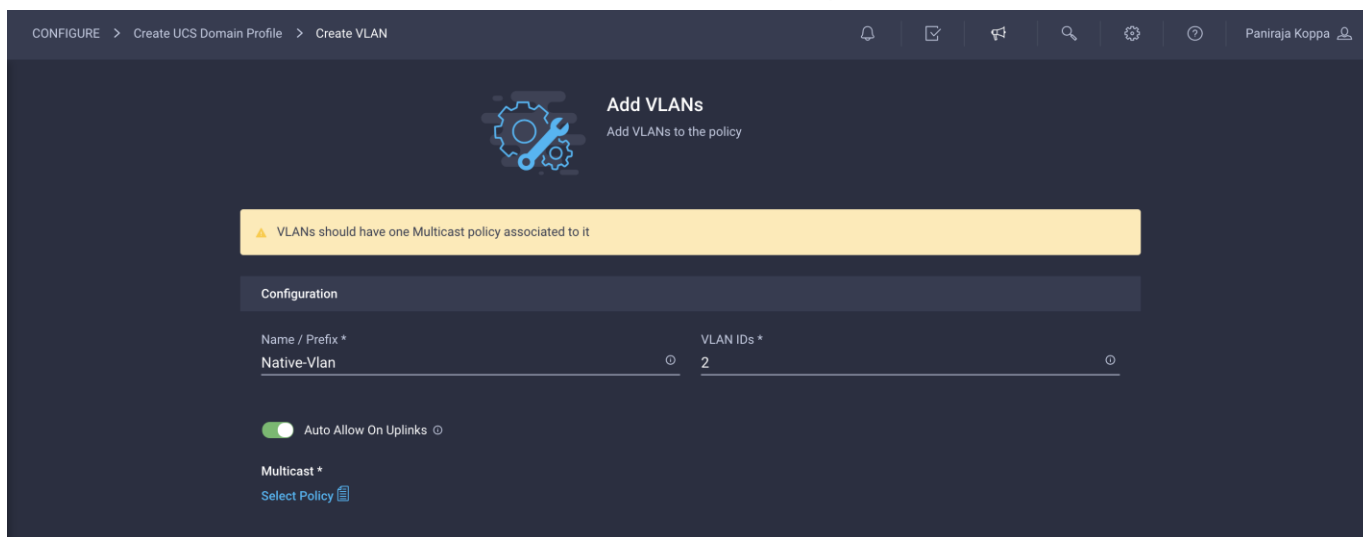 CONFIGURE > Create UCS Domain Profile > Create VLAN
Paniraja Koppa
Add VLANs
Add VLANs to the policy
VLANs should have one Multicast policy associated to it
Configuration
Name / Prefix *
Native-Vlan
VLAN IDs *
2
Auto Allow On Uplinks
Multicast *
Select Policy